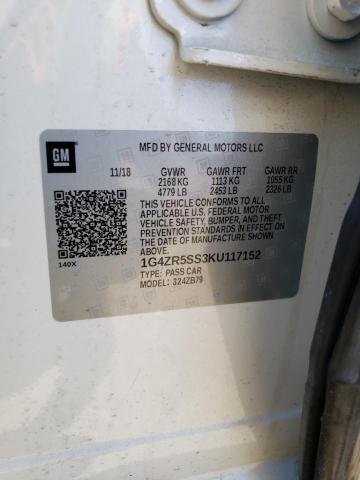 GM
MFD BY GENERAL MOTORS LLC
11/18 GVWR GAWR FRT GAWR RR
2168 KG 1113 KG 1055 KG
4779 LB 2453 LB 2326 LB
THIS VEHICLE CONFORMS TO ALL
APPLICABLE U.S. FEDERAL MOTOR
VEHICLE SAFETY, BUMPER, AND THEFT
PREVENTION STANDARDS IN EFFECT ON
THE DATE OF MANUFACTURE SHOWN
ABOVE.
140X
1G4ZR5SS3KU117152
TYPE: PASS CAR
MODEL: 324ZB79